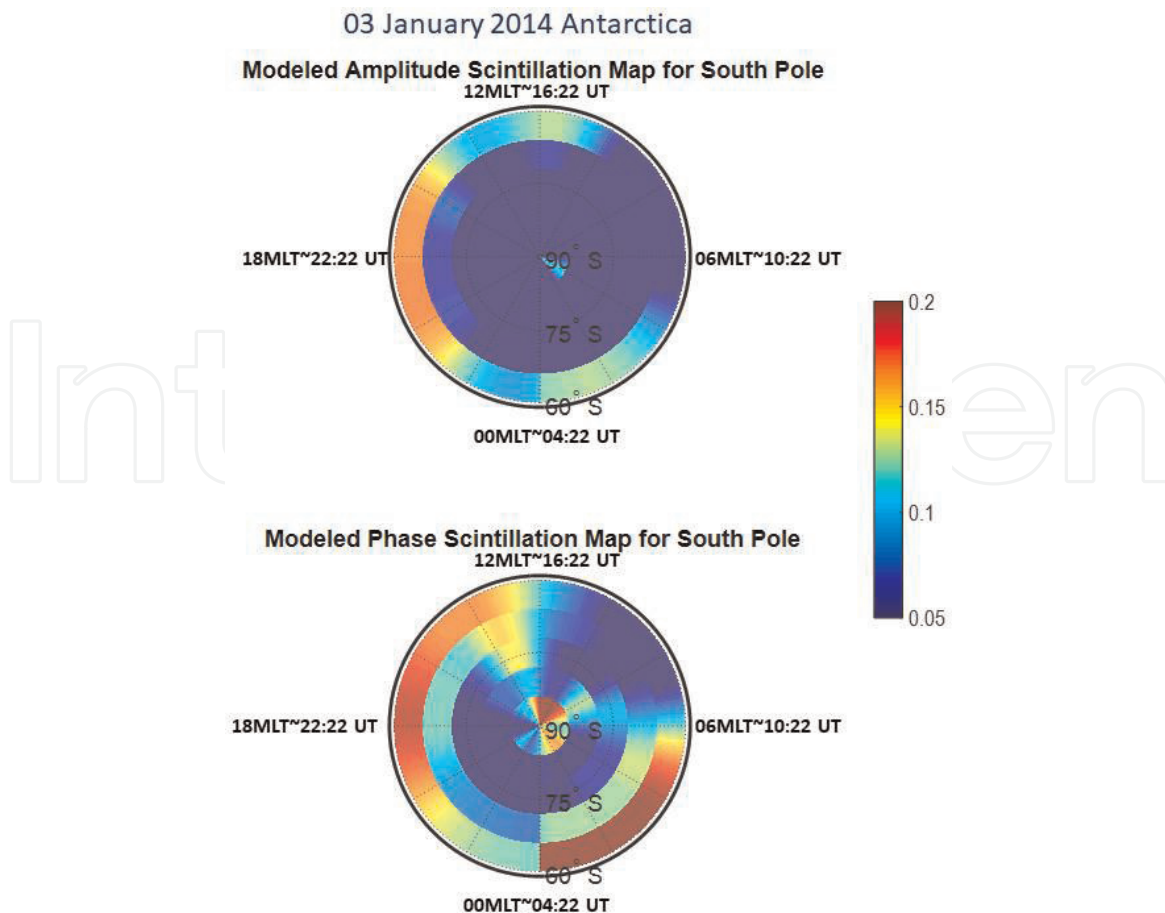 03 January 2014 Antarctica
Modeled Amplitude Scintillation Map for South Pole
12MLT~16:22 UT
18MLT~22:22 UT
90° S
06MLT~10:22 UT
75° S
60° S
00MLT~04:22 UT
0.2
0.15
0.1
0.05
Int
en
Modeled Phase Scintillation Map for South Pole
12MLT~16:22 UT
18MLT~22:22 UT
90° S
06MLT~10:22 UT
75° S
60° S
00MLT~04:22 UT